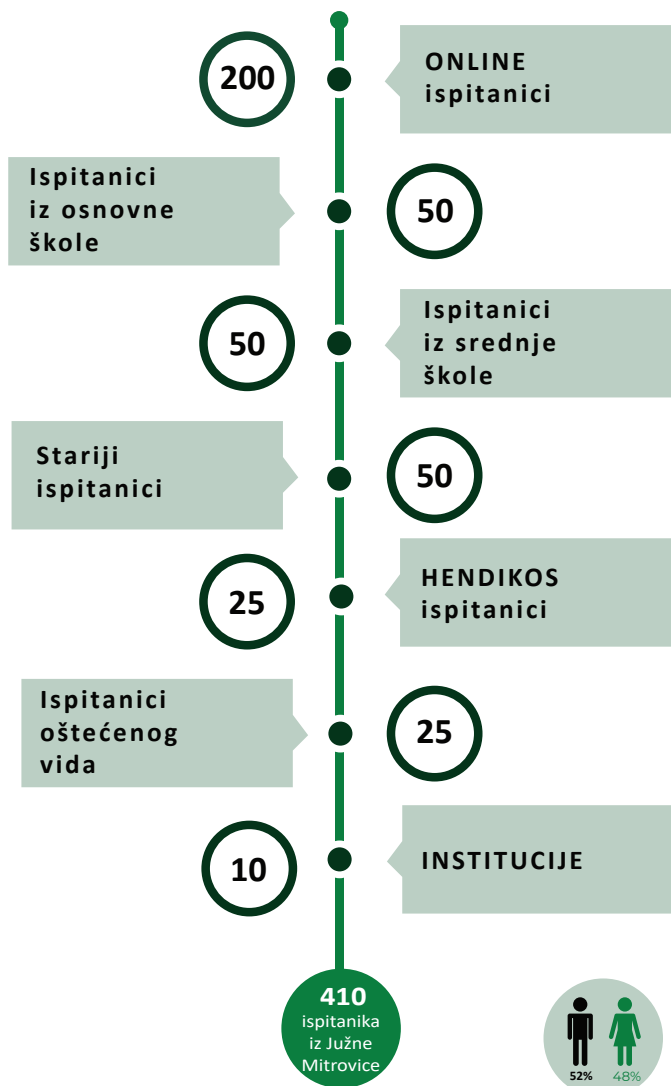 200
ONLINE
ispitanici
Ispitanici
iz osnovne
škole
50
50
Ispitanici
iz srednje
škole
Stariji
ispitanici
50
25
HENDIKOS
ispitanici
Ispitanici
oštećenog
vida
25
10
INSTITUCIJE
410
ispitanika
iz Južne
Mitrovice
52%
48%